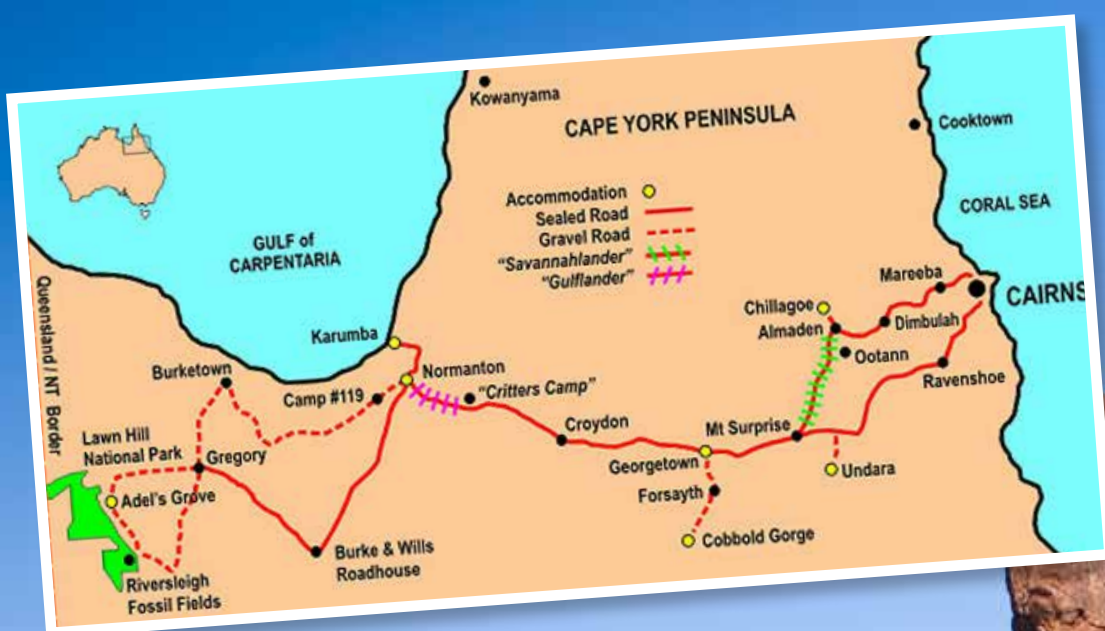 Kowanyama
CAPE YORK PENINSULA
Cooktown
Accommodation
Sealed Road
Gravel Road
"Savannahlander"
"Gulflander"
CORAL SEA
GULF of
CARPENTARIA
Queensland / NT Border
Mareeba
CAIRNS
Chillagoe
Almaden
Dimbulah
Ootann
Karumba
Normanton
Burketown
Camp #119
"Critters Camp"
Ravenshoe
Croydon
Mt Surprise
Lawn Hill
National Park
Gregory
Georgetown
Undara
Adel's Grove
Forsayth
Cobbold Gorge
Burke & Wills
Roadhouse
Riversleigh
Fossil Fields